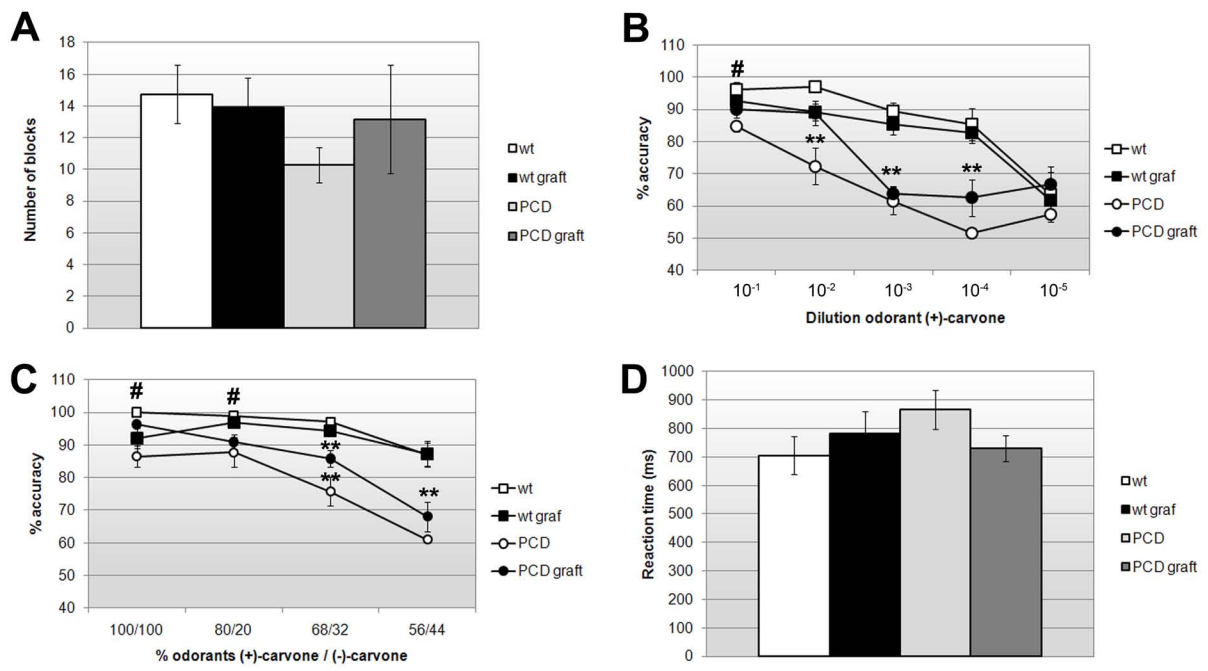 A
18
16
14
12
10
8
6
4
2
0
Number of blocks
wt
wt graft
PCD
PCD graft
B
100
90
80
70
60
50
40
% accuracy
#
**
**
**
10-1
10-2
10-3
10-4
10-5
Dilution odorant (+)-carvone
wt
wt graf
PCD
PCD graft
C
110
100
90
80
70
60
50
40
% accuracy
#
#
**
**
**
100/100
80/20
68/32
56/44
% odorants (+)-carvone / (-)-carvone
wt
wt graf
PCD
PCD graft
D
1000
900
800
700
600
500
400
300
200
100
0
Reaction time (ms)
wt
wt graf
PCD
PCD graft